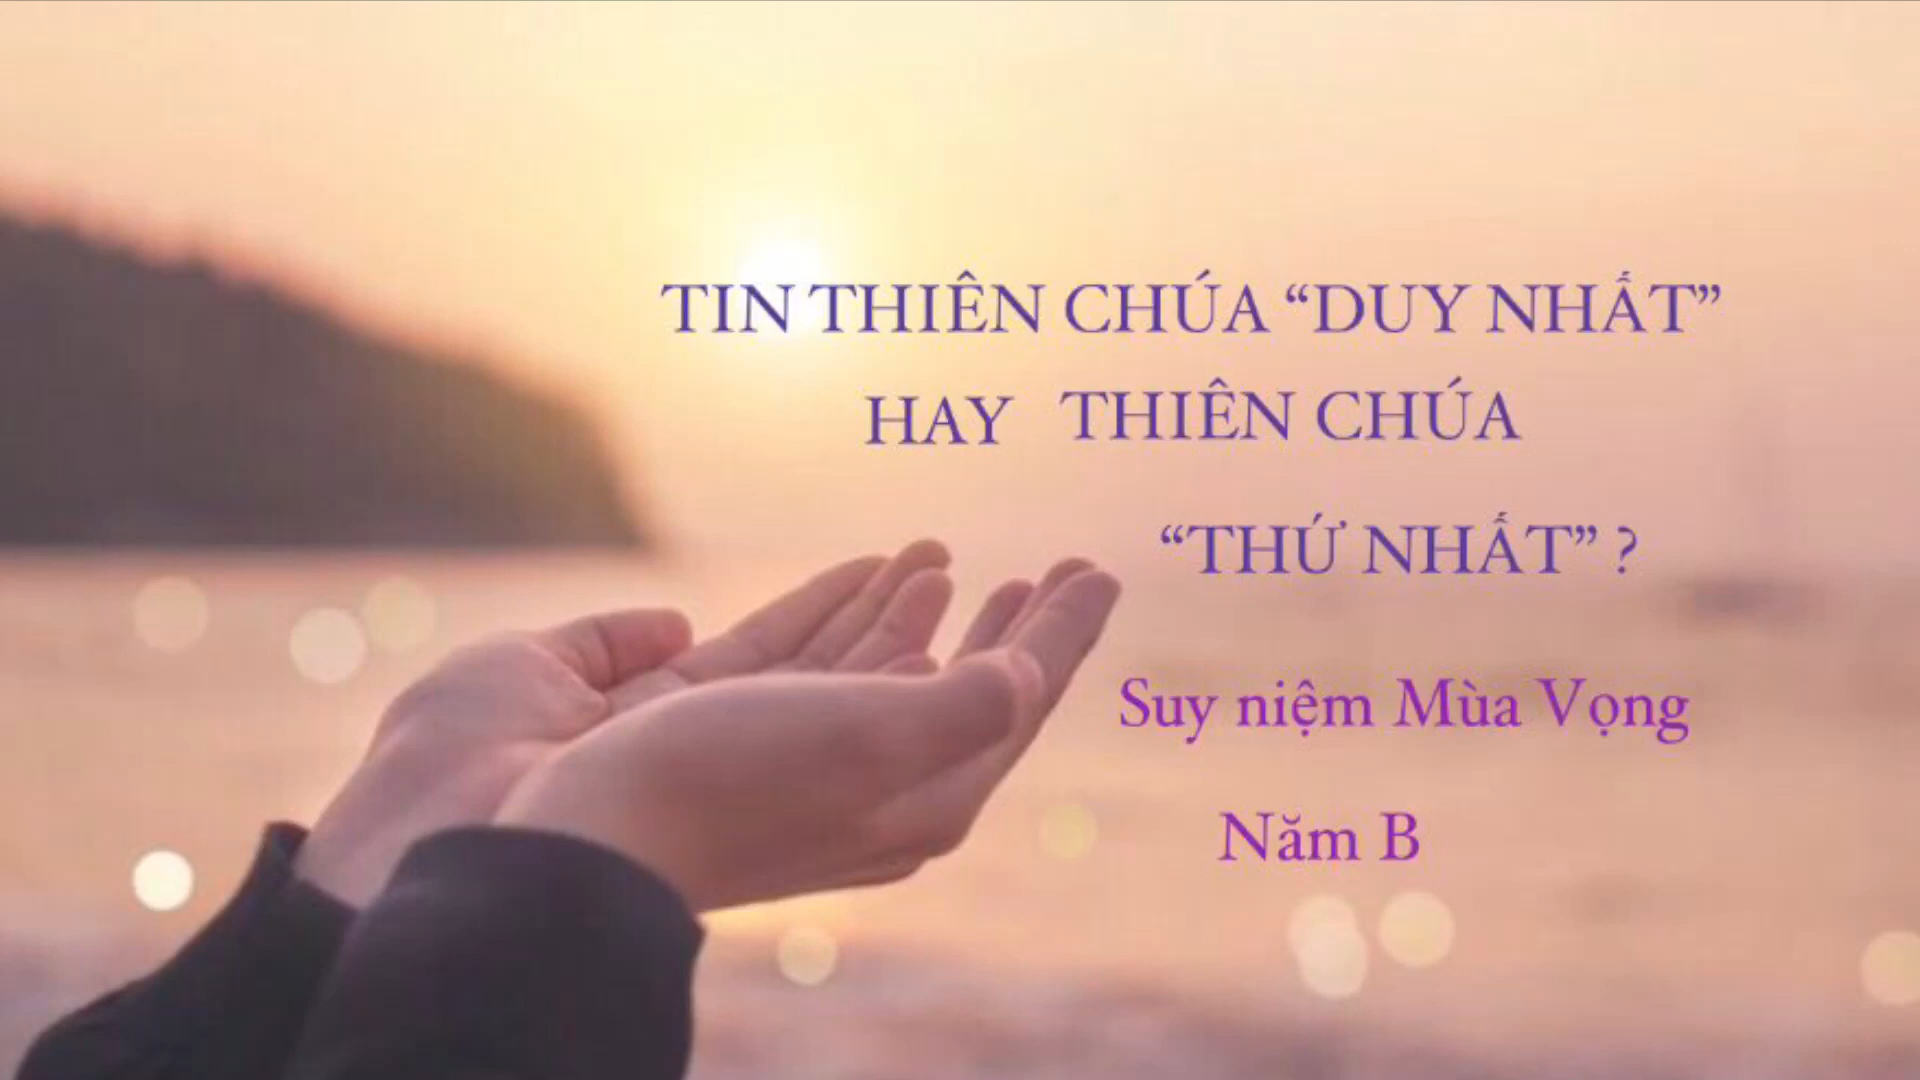 TIN THIÊN CHÚA “DUY NHẤT”
HAY THIÊN CHÚA
“THỨ NHẤT” ?
Suy niệm Mùa Vọng
Năm B